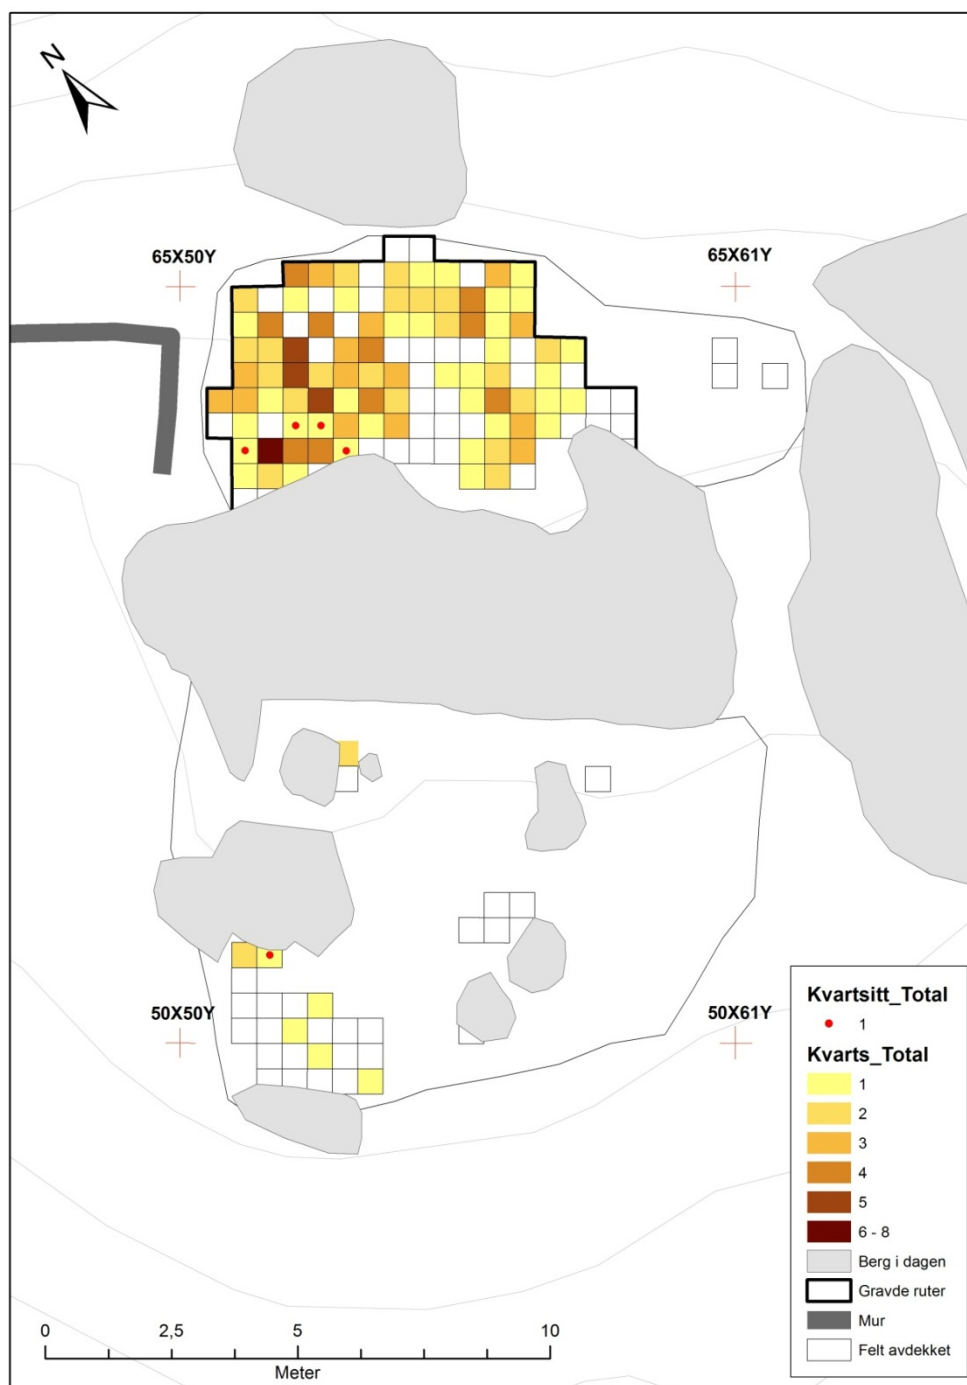 N
65X50Y
65X61Y
50X50Y
50X61Y
Kvartsitt_Total
1
Kvarts_Total
1
2
3
4
5
6 - 8
Berg i dagen
Gravde ruter
Mur
Felt avdekket
0
2,5
5
10
Meter